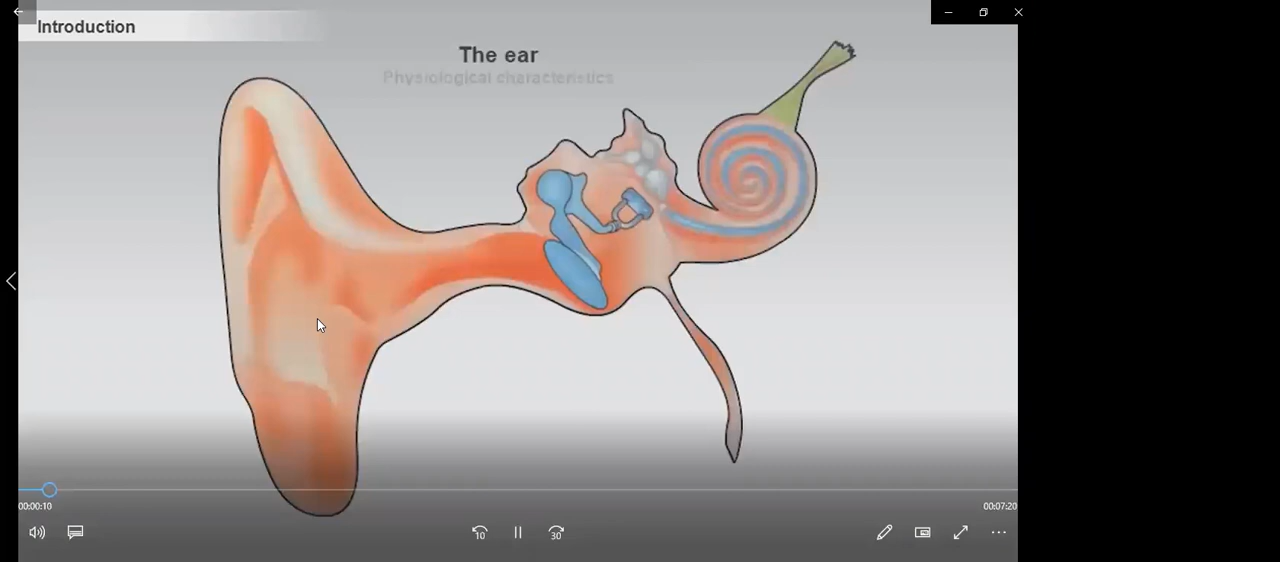 Introduction
The ear
Physiological characteristics
00:00:10
00:07:20
10
30